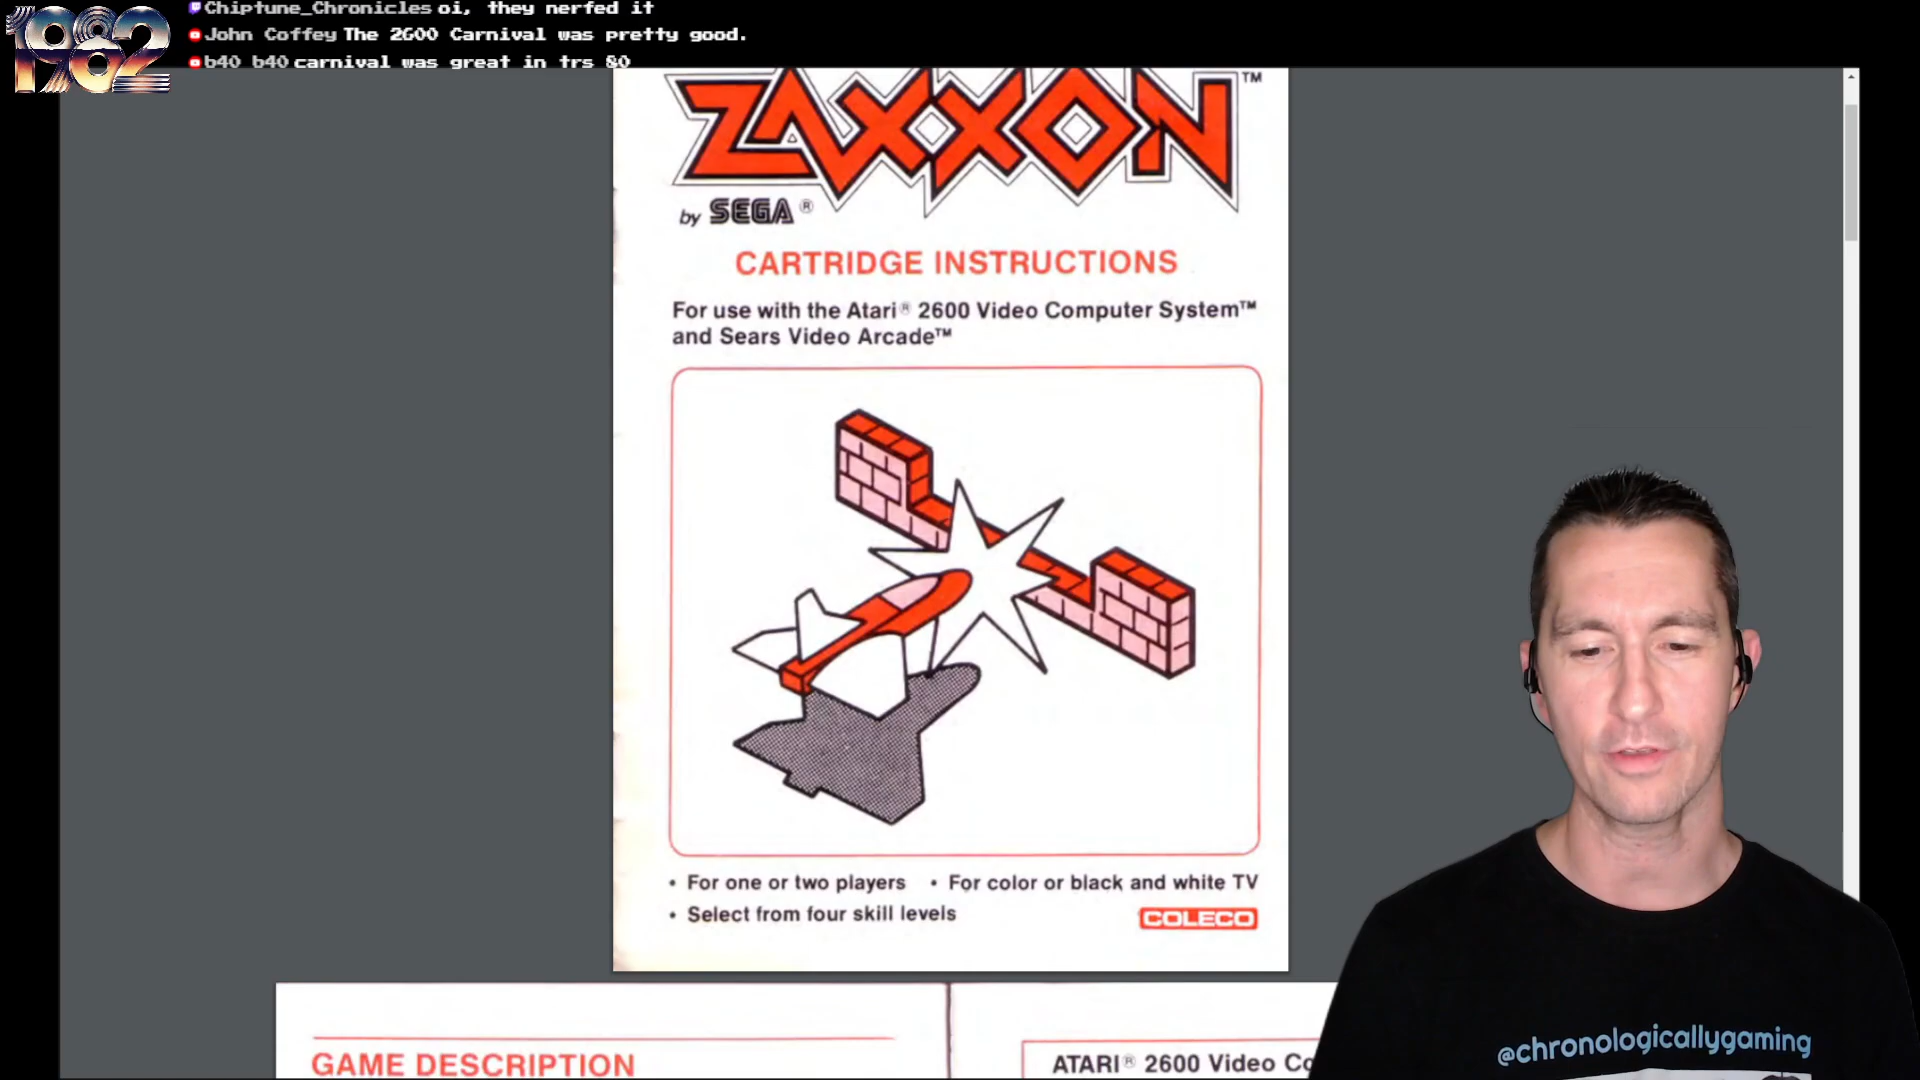 1982
Chiptune_Chronicles oi, they nerfed it
John Coffey The 2600 Carnival was pretty good.
b40 b40 carnival was great in trs 80
ZAXXON™
by SEGA®
CARTRIDGE INSTRUCTIONS
For use with the Atari® 2600 Video Computer System™
and Sears Video Arcade™
• For one or two players • For color or black and white TV
• Select from four skill levels
COLECO
GAME DESCRIPTION
ATARI® 2600 Video Co
@chronologicallygaming